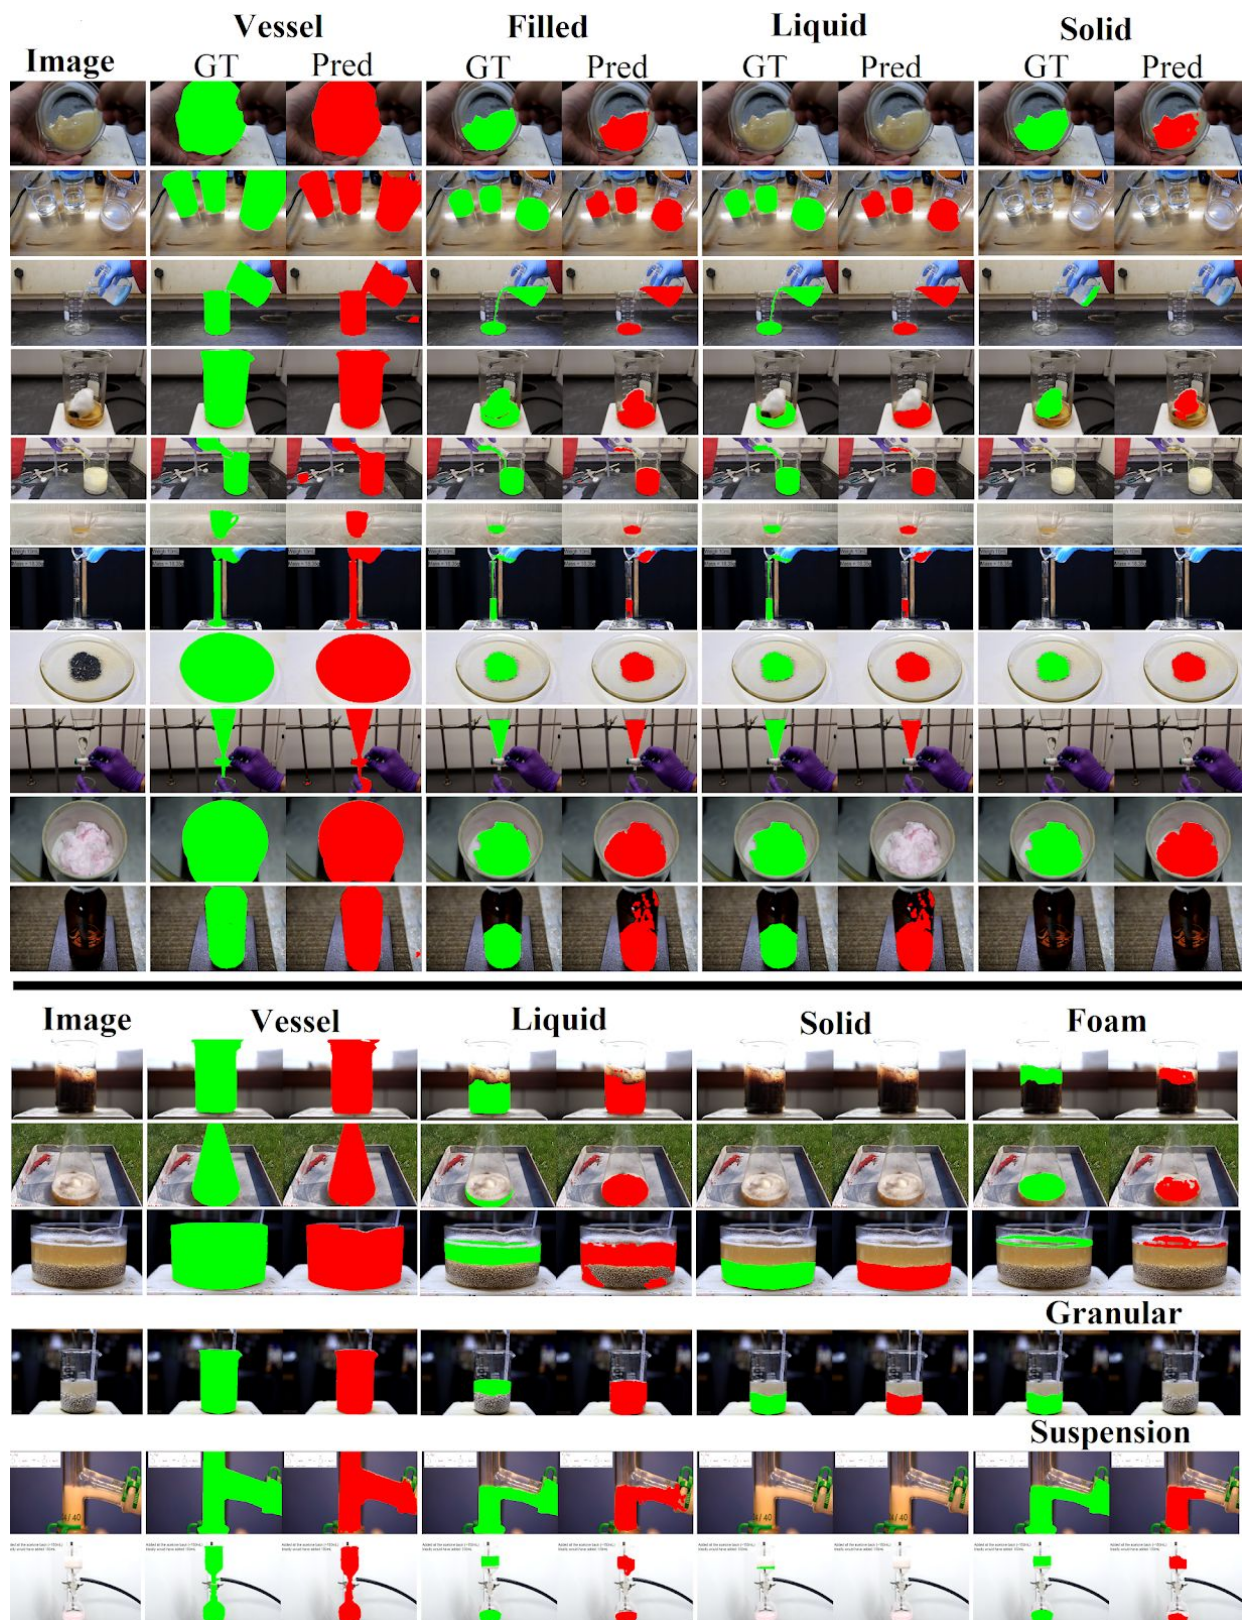 Vessel Filled Liquid Solid
Image GT Pred GT Pred GT Pred GT Pred
Image Vessel Liquid Solid Foam
Granular
Suspension